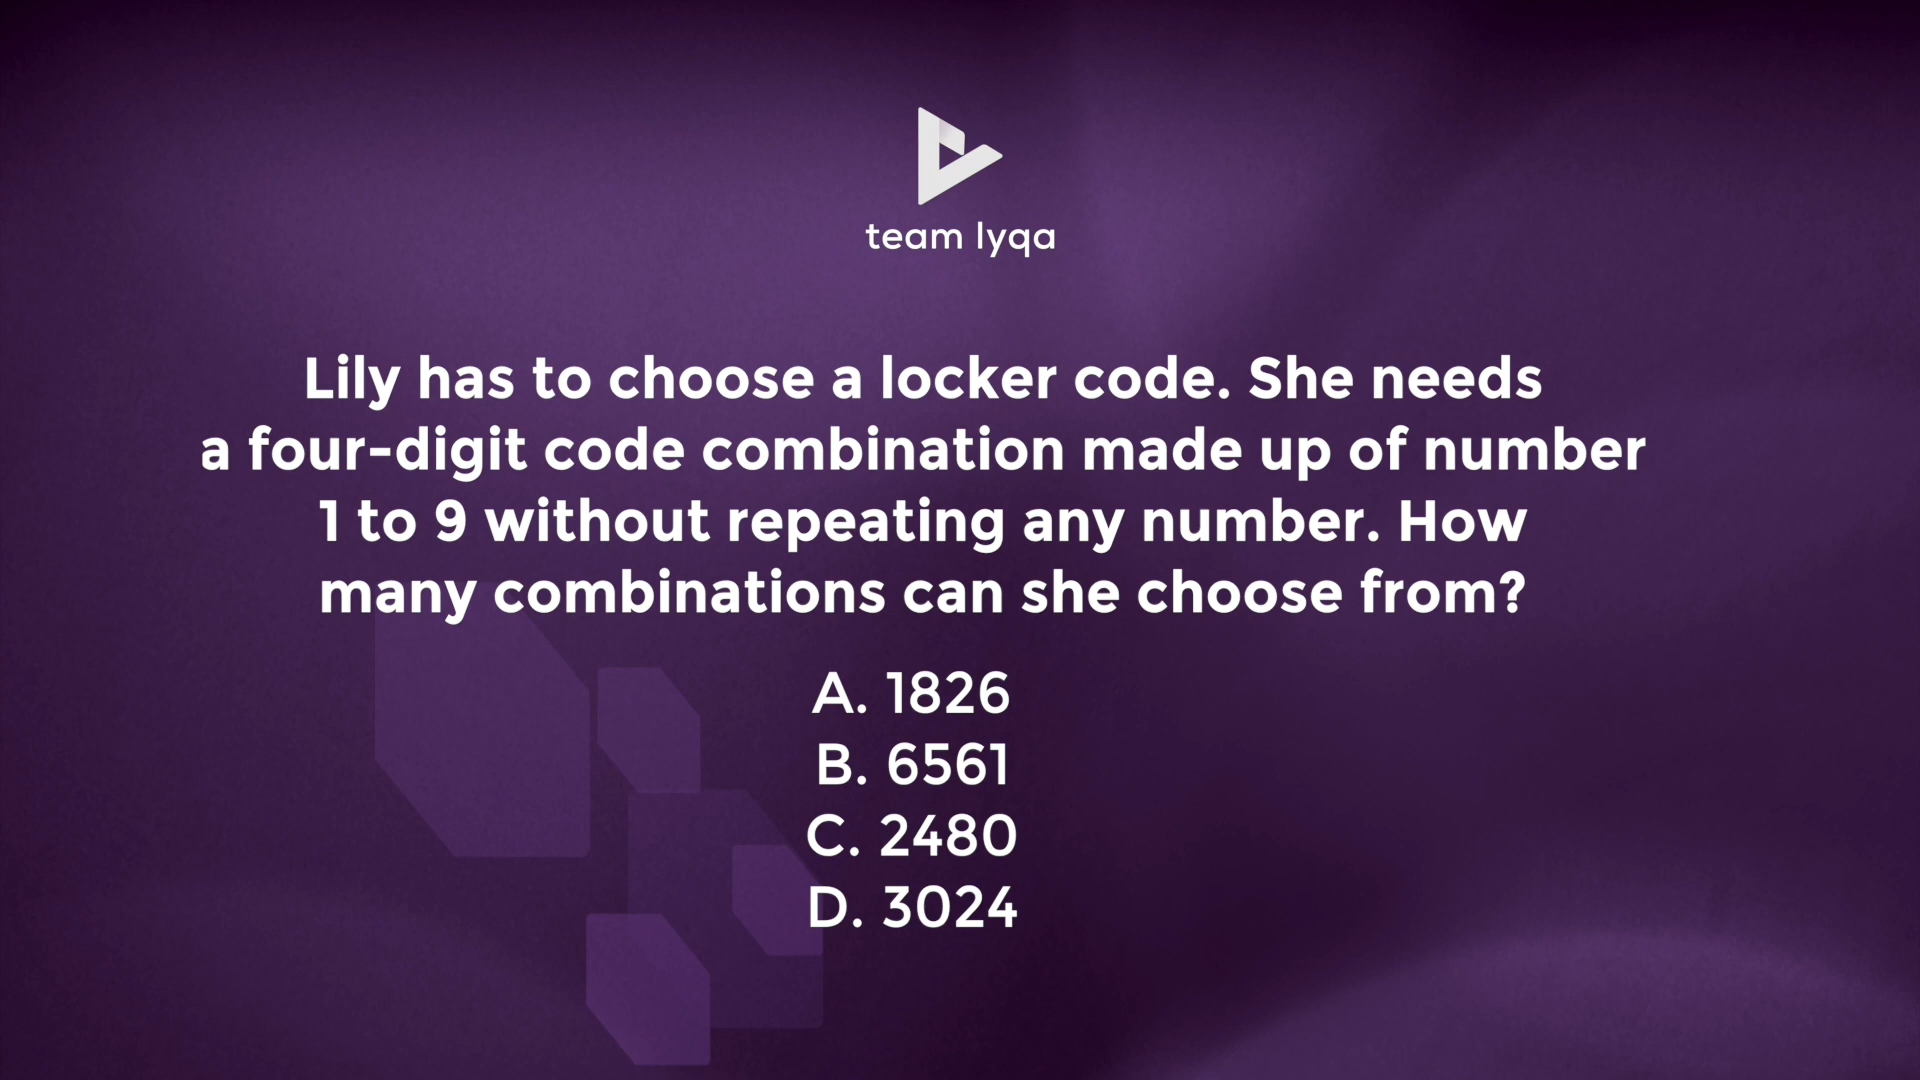 team lyqa
Lily has to choose a locker code. She needs
a four-digit code combination made up of number
1 to 9 without repeating any number. How
many combinations can she choose from?
A. 1826
B. 6561
C. 2480
D. 3024